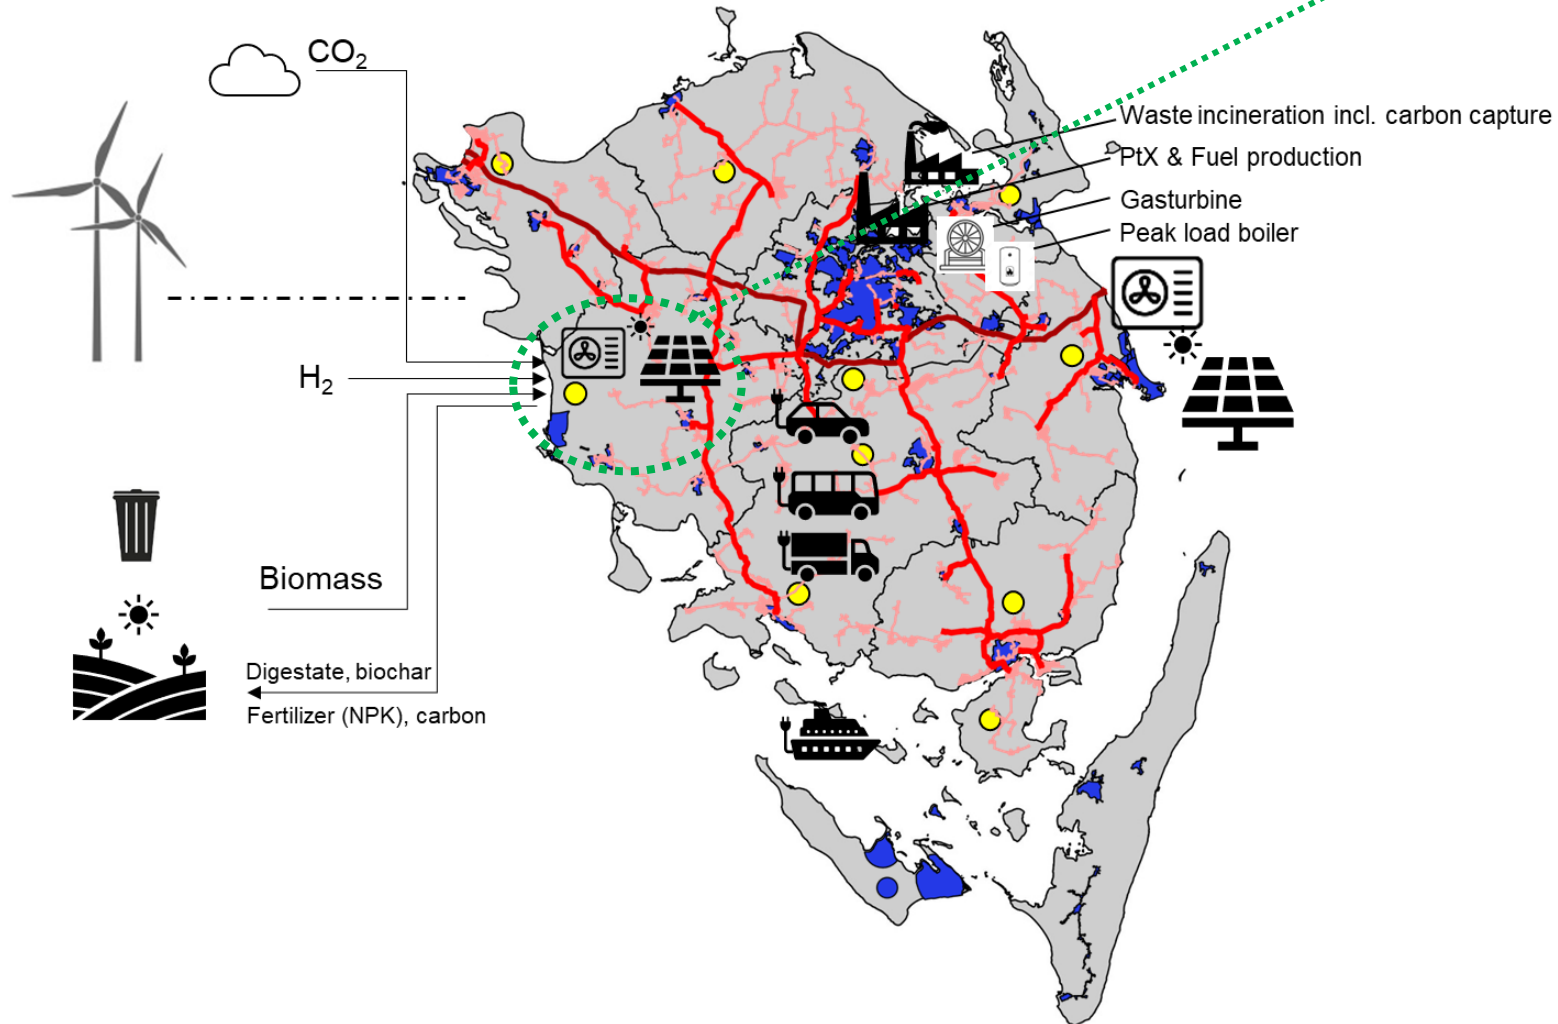 CO₂
Waste incineration incl. carbon capture
PtX & Fuel production
Gasturbine
Peak load boiler
H₂
Biomass
Digestate, biochar
Fertilizer (NPK), carbon